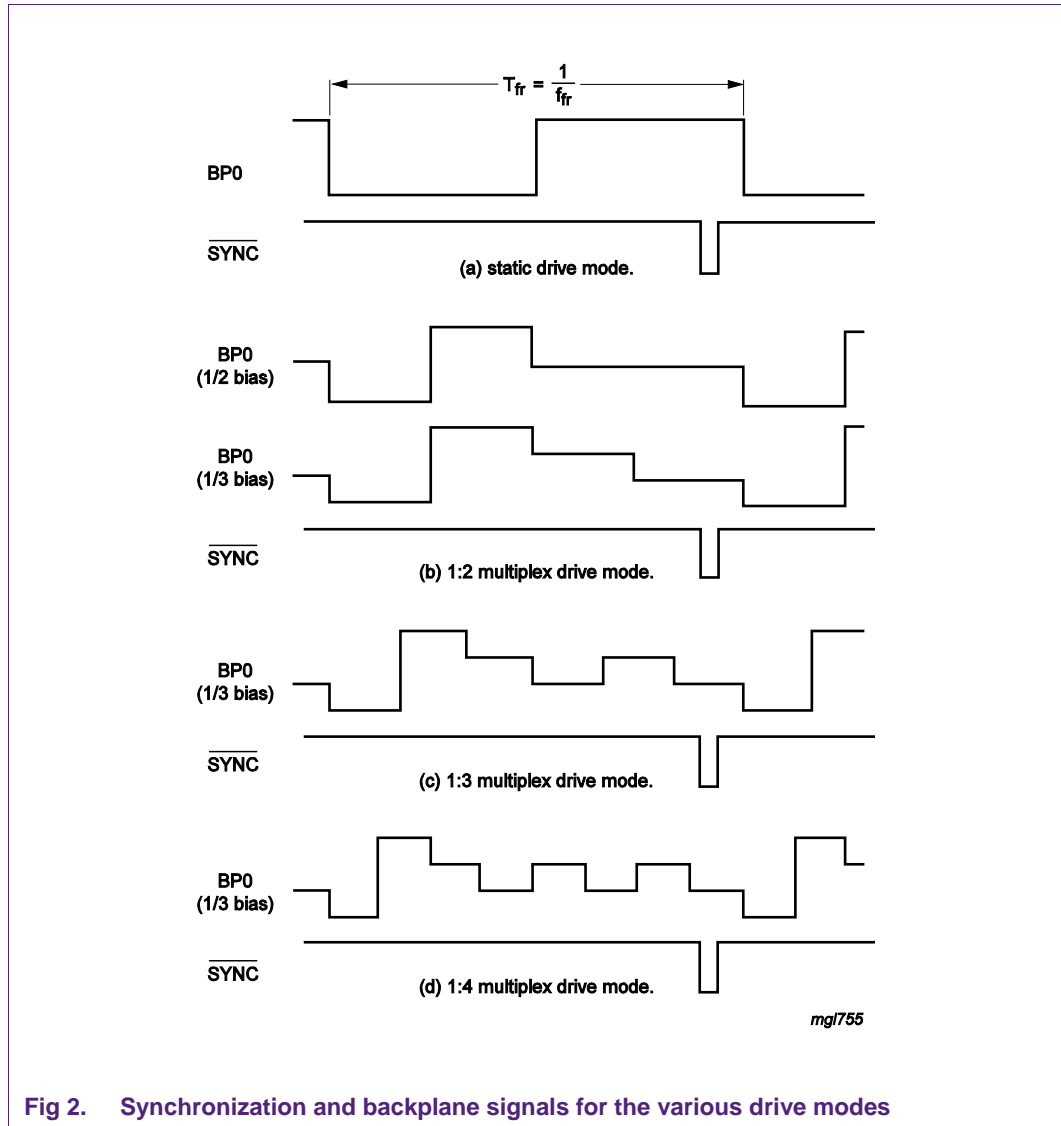 T_fr = 1/f_fr
BP0
SYNC
(a) static drive mode.
BP0
(1/2 bias)
BP0
(1/3 bias)
SYNC
(b) 1:2 multiplex drive mode.
BP0
(1/3 bias)
SYNC
(c) 1:3 multiplex drive mode.
BP0
(1/3 bias)
SYNC
(d) 1:4 multiplex drive mode.
mgl755
Fig 2. Synchronization and backplane signals for the various drive modes